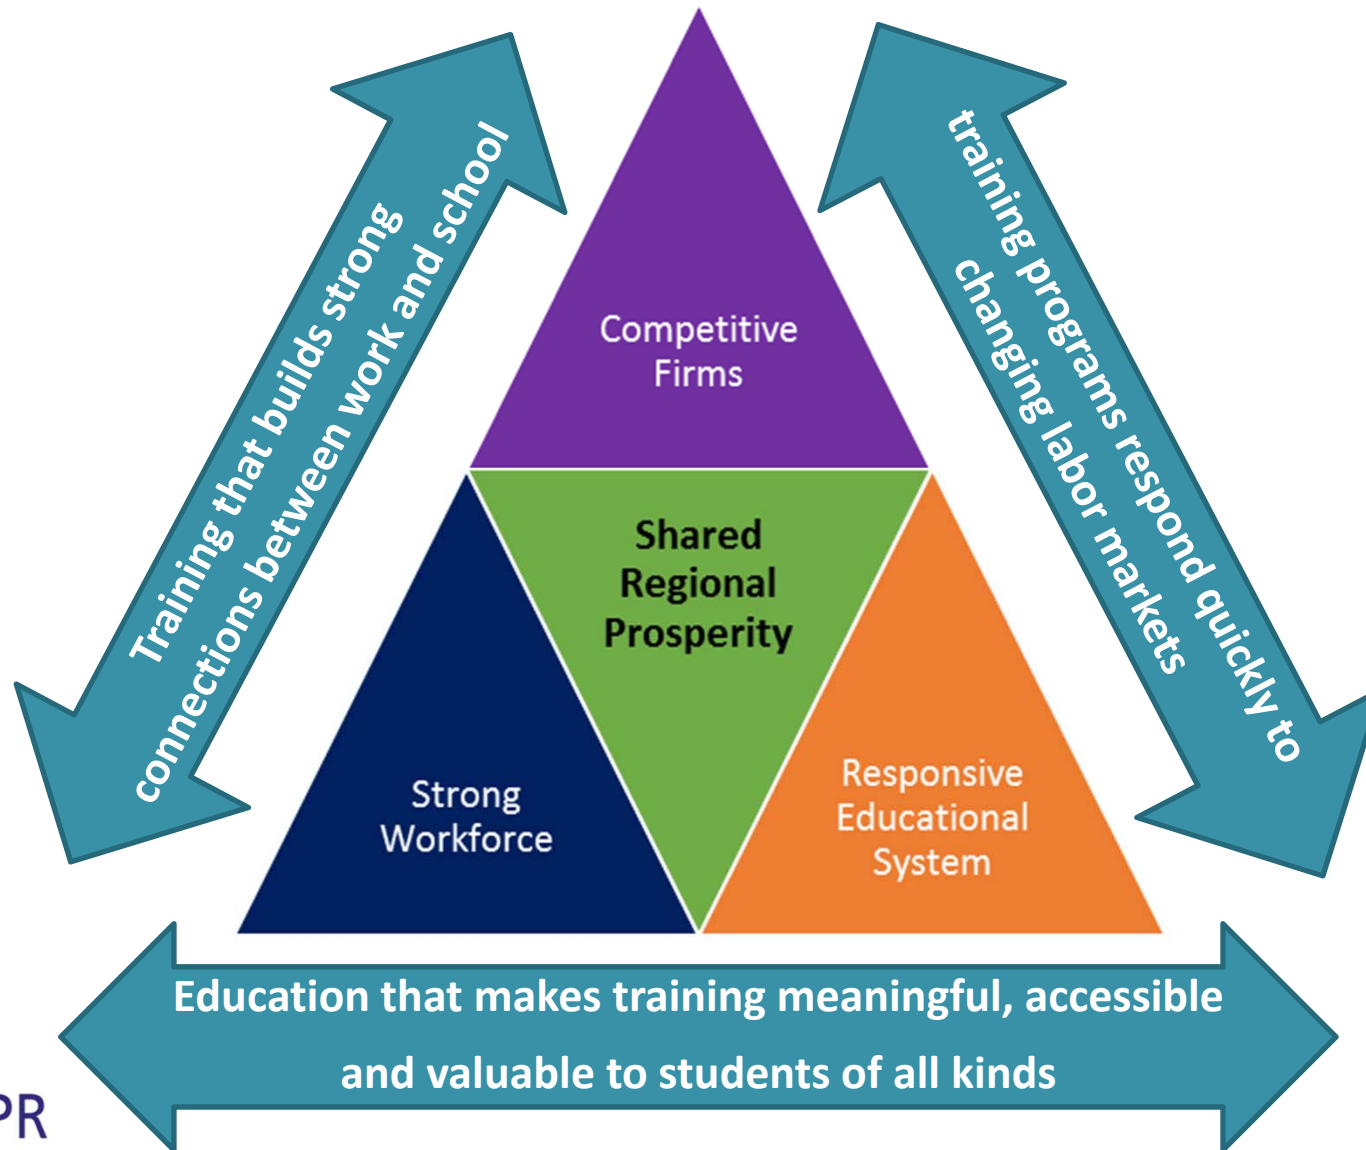 Training that builds strong
connections between work and school
training programs respond quickly to
changing labor markets
Competitive
Firms
Shared
Regional
Prosperity
Strong
Workforce
Responsive
Educational
System
Education that makes training meaningful, accessible
and valuable to students of all kinds
PR